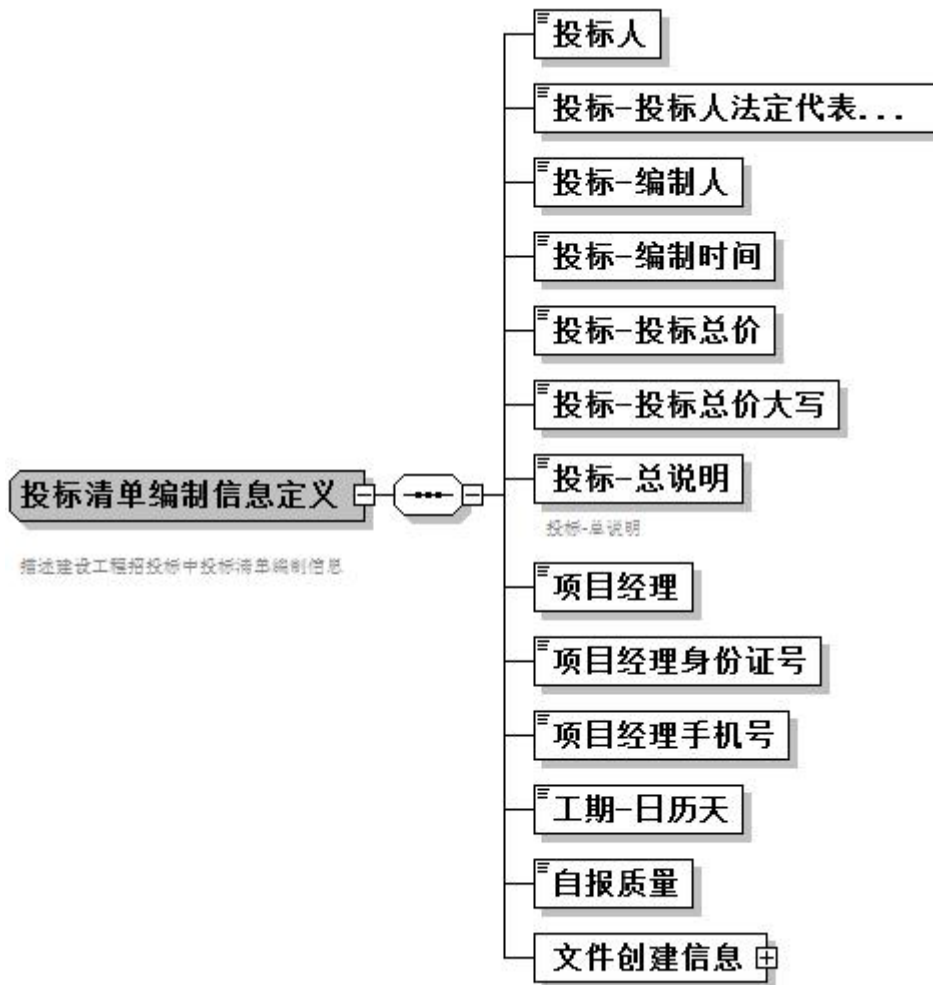 投标人
投标-投标人法定代表...
投标-编制人
投标-编制时间
投标-投标总价
投标-投标总价大写
投标清单编制信息定义
描述建设工程招投标中投标清单编制信息
投标-总说明
投标-总说明
项目经理
项目经理身份证号
项目经理手机号
工期-日历天
自报质量
文件创建信息